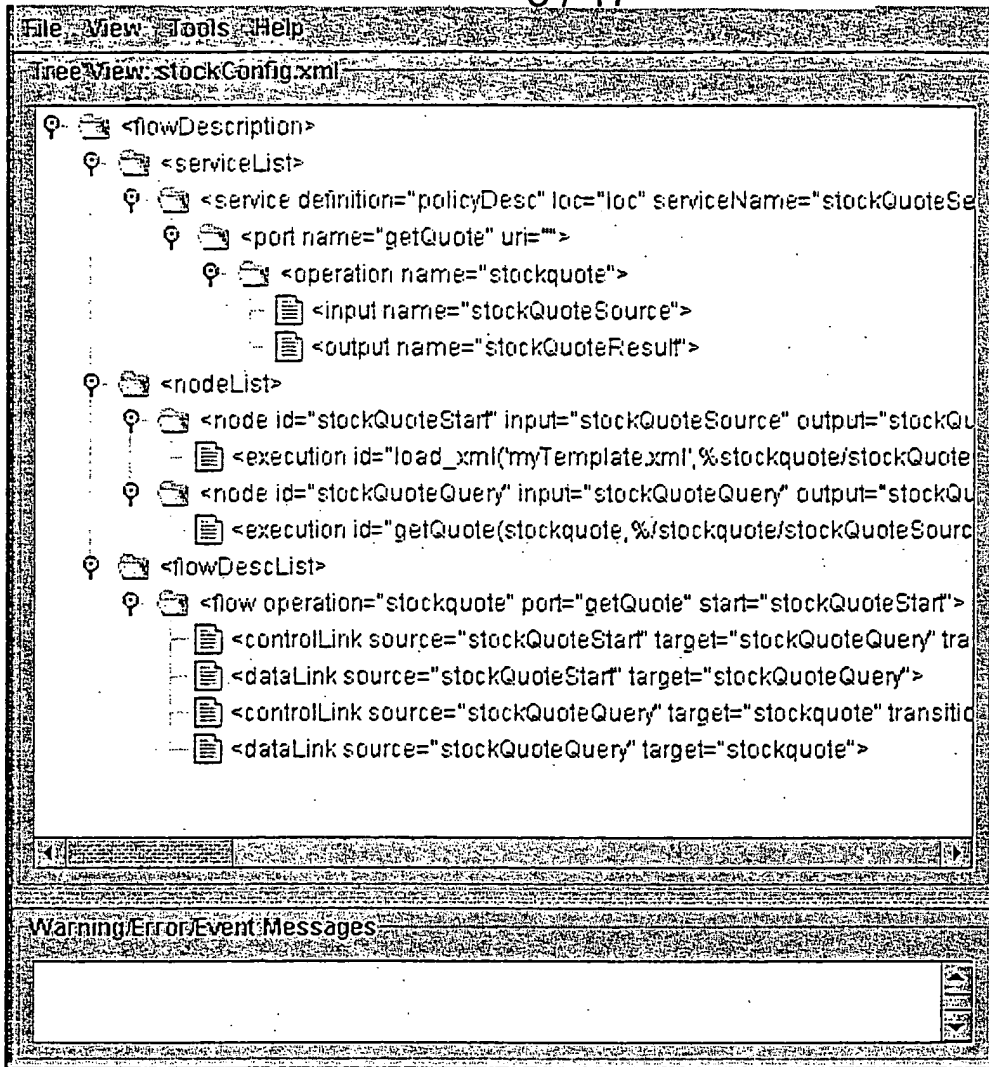 File View Tools Help
Tree View: stockConfig.xml
<flowDescription>
<serviceList>
<service definition="policyDesc" loc="loc" serviceName="stockQuoteSe
<port name="getQuote" uri="">
<operation name="stockquote">
<input name="stockQuoteSource">
<output name="stockQuoteResult">
<nodeList>
<node id="stockQuoteStart" input="stockQuoteSource" output="stockQu
<execution id="load_xml('myTemplate.xml',%stockquote/stockQuote
<node id="stockQuoteQuery" input="stockQuoteQuery" output="stockQu
<execution id="getQuote(stockquote,%/stockquote/stockQuoteSourc
<flowDescList>
<flow operation="stockquote" port="getQuote" start="stockQuoteStart">
<controlLink source="stockQuoteStart" target="stockQuoteQuery" tra
<dataLink source="stockQuoteStart" target="stockQuoteQuery">
<controlLink source="stockQuoteQuery" target="stockquote" transitio
<dataLink source="stockQuoteQuery" target="stockquote">
Warning/Error/Event Messages